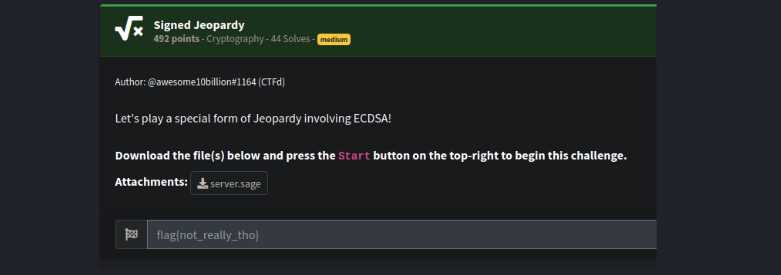 Signed Jeopardy
492 points - Cryptography - 44 Solves - medium
Author: @awesome10billion#1164 (CTFd)
Let's play a special form of Jeopardy involving ECDSA!
Download the file(s) below and press the Start button on the top-right to begin this challenge.
Attachments: server.sage
flag{not_really_tho}